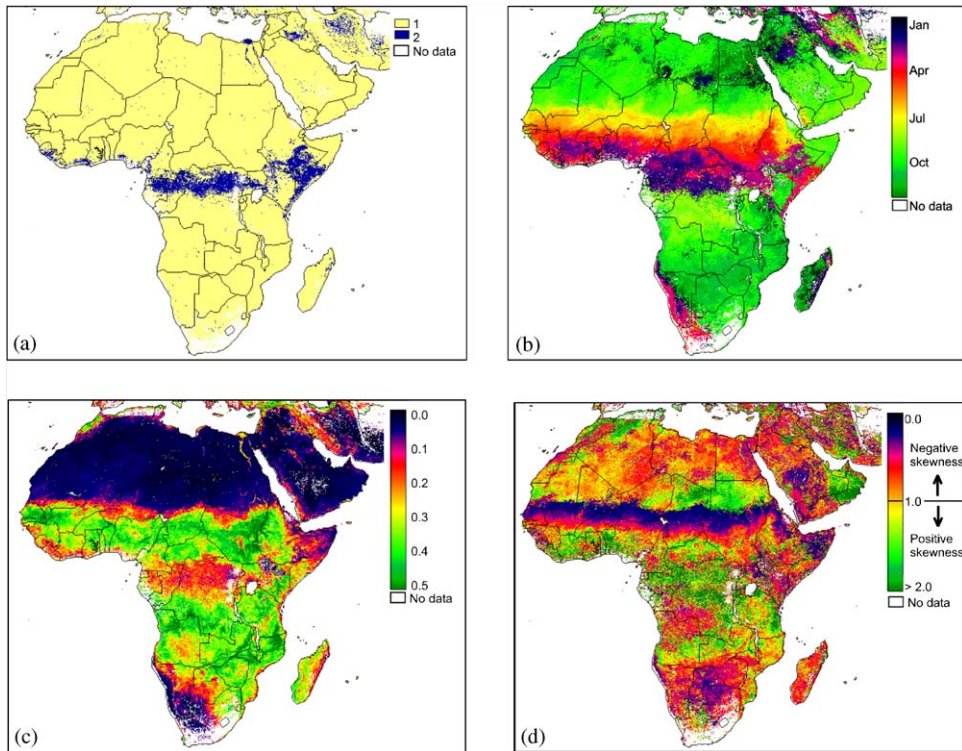 1
2
No data
(a)
Jan
Apr
Jul
Oct
No data
(b)
0.0
0.1
0.2
0.3
0.4
0.5
No data
(c)
0.0
Negative
skewness
1.0
Positive
skewness
> 2.0
No data
(d)